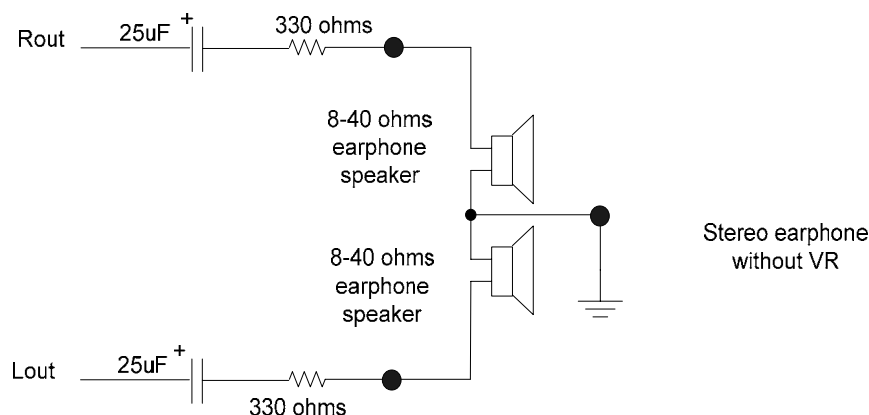 Rout
25uF
+
330 ohms
8-40 ohms
earphone
speaker
Stereo earphone
without VR
8-40 ohms
earphone
speaker
Lout
25uF
+
330 ohms